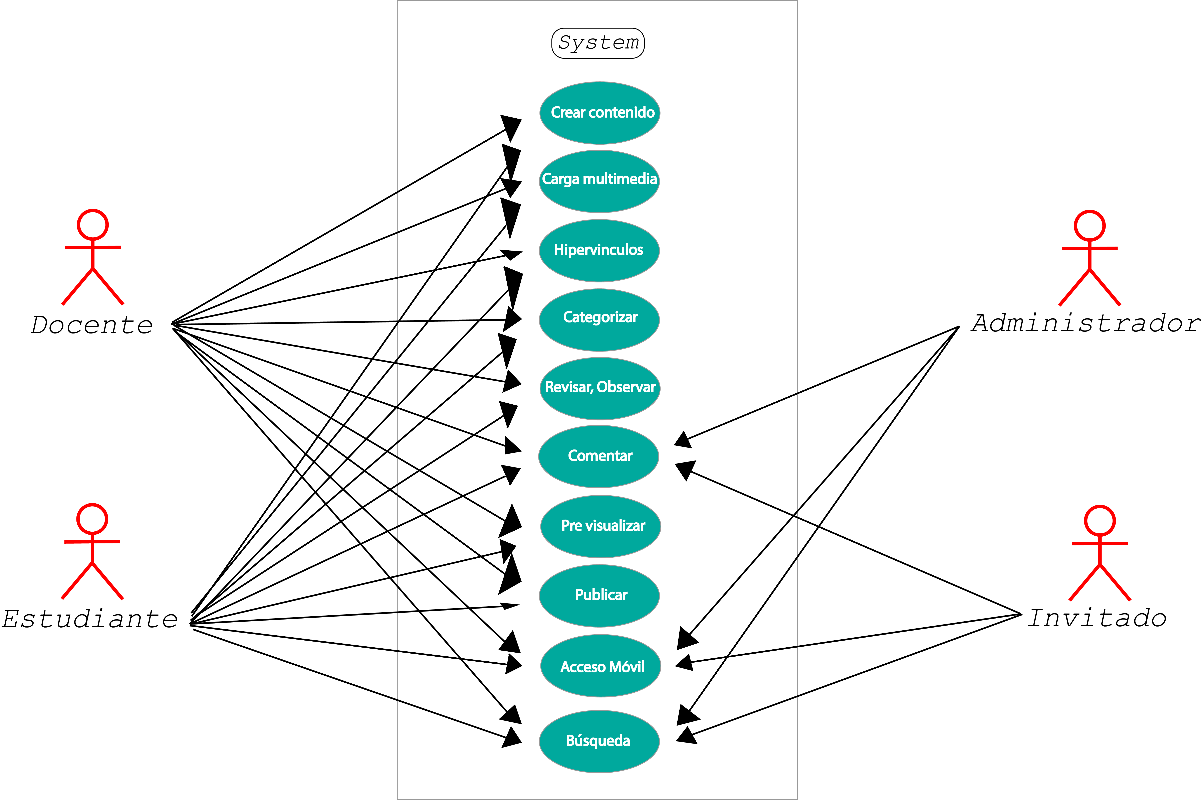 System
Crear contenido
Carga multimedia
Hipervinculos
Categorizar
Revisar, Observar
Comentar
Pre visualizar
Publicar
Acceso Móvil
Búsqueda
Docente
Estudiante
Administrador
Invitado